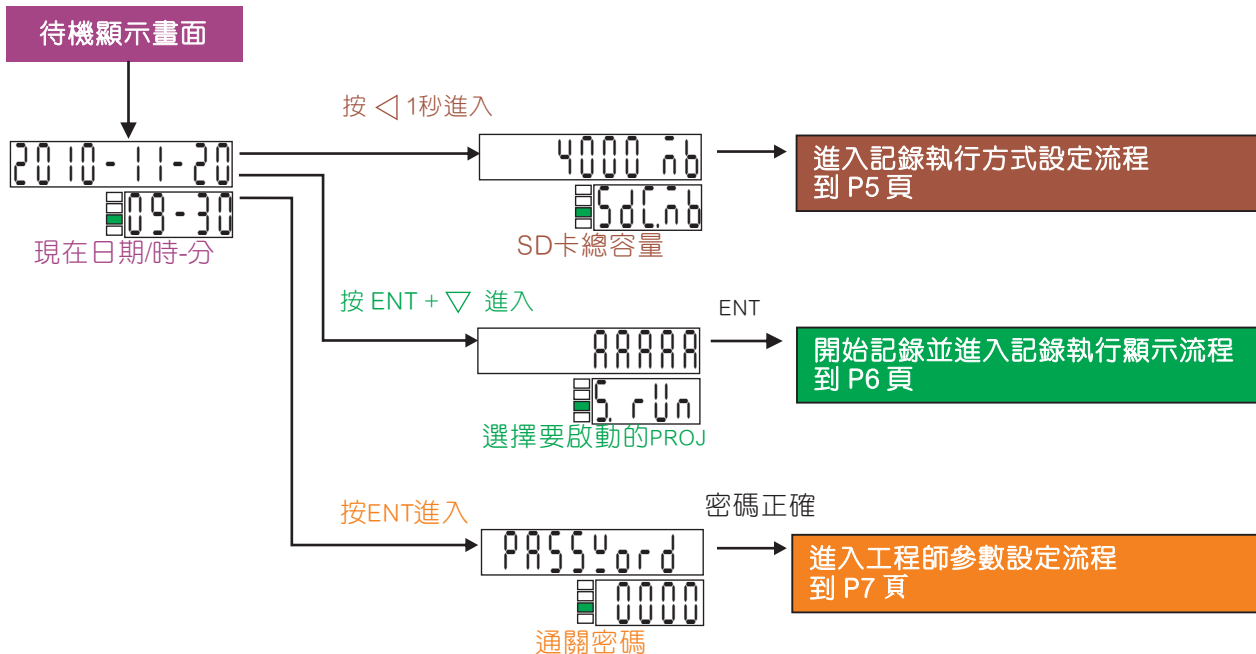 待機顯示畫面
2010-11-20
09-30
現在日期/時-分
按 ◁ 1秒進入
4000 mb
SdC.mb
SD卡總容量
進入記錄執行方式設定流程
到 P5 頁
按 ENT + ▽ 進入
AAAAA
S. rUn
選擇要啟動的PROJ
ENT
開始記錄並進入記錄執行顯示流程
到 P6 頁
按ENT進入
PASSWord
0000
通關密碼
密碼正確
進入工程師參數設定流程
到 P7 頁